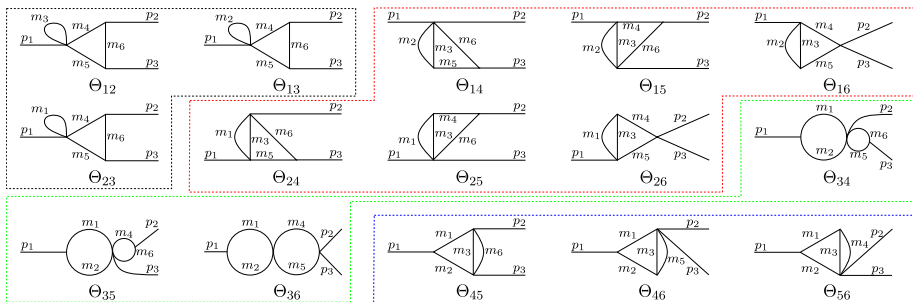 m₃ m₄ p₂
p₁ m₆
m₅ p₃
Θ₁₂
m₂ m₄ p₂
p₁ m₆
m₅ p₃
Θ₁₃
p₁ p₂
m₂ m₃ m₆
m₅ p₃
Θ₁₄
p₁ p₂
m₄
m₂ m₃ m₆
p₃
Θ₁₅
p₁ m₄ p₂
m₂ m₃
m₅ p₃
Θ₁₆
m₁ m₄ p₂
p₁ m₆
m₅ p₃
Θ₂₃
p₂
m₁ m₃ m₆
p₁ m₅ p₃
Θ₂₄
m₄ p₂
m₁ m₃ m₆
p₁ p₃
Θ₂₅
m₄ p₂
m₁ m₃
p₁ m₅ p₃
Θ₂₆
m₁ p₂
p₁ m₆
m₂ m₅ p₃
Θ₃₄
m₁ m₄ p₂
p₁ m₆
m₂ p₃
Θ₃₅
m₁ m₄ p₂
p₁
m₂ m₅ p₃
Θ₃₆
m₁ p₂
p₁ m₃ m₆
m₂ p₃
Θ₄₅
m₁ p₂
p₁ m₃ m₅
m₂ p₃
Θ₄₆
m₁ m₄ p₂
p₁ m₃
m₂ p₃
Θ₅₆